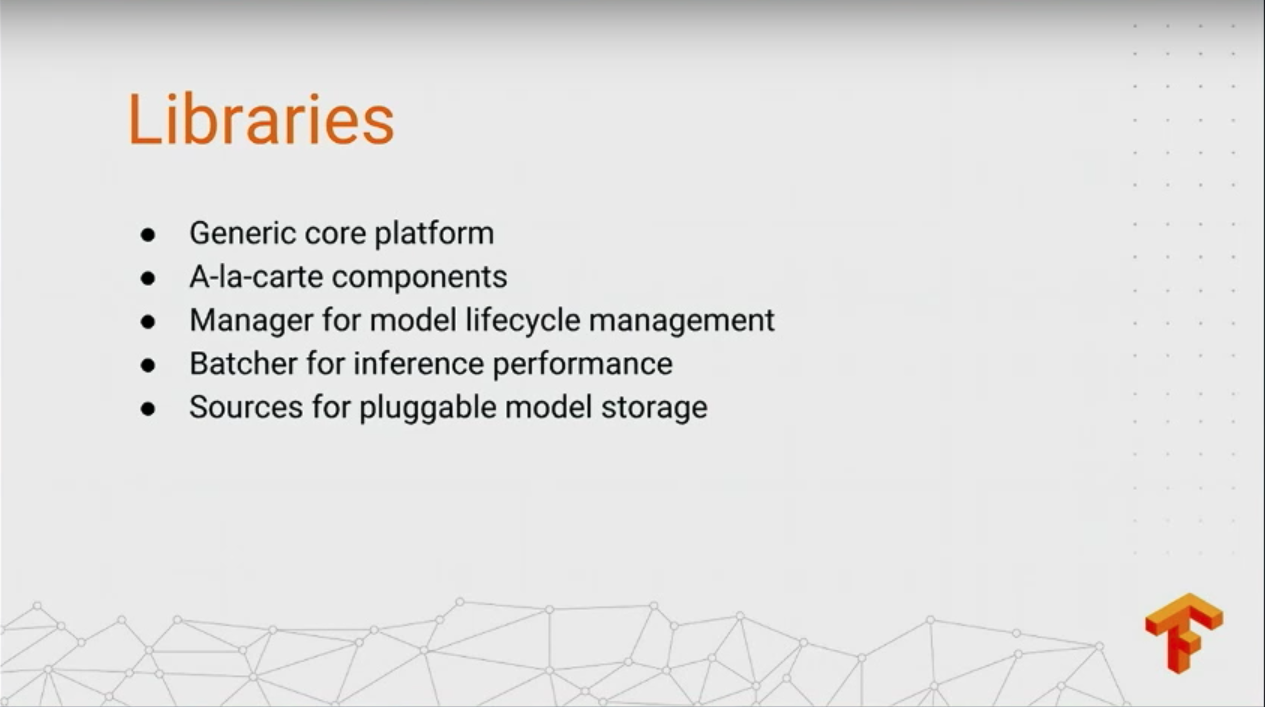 Libraries
● Generic core platform
● A-la-carte components
● Manager for model lifecycle management
● Batcher for inference performance
● Sources for pluggable model storage